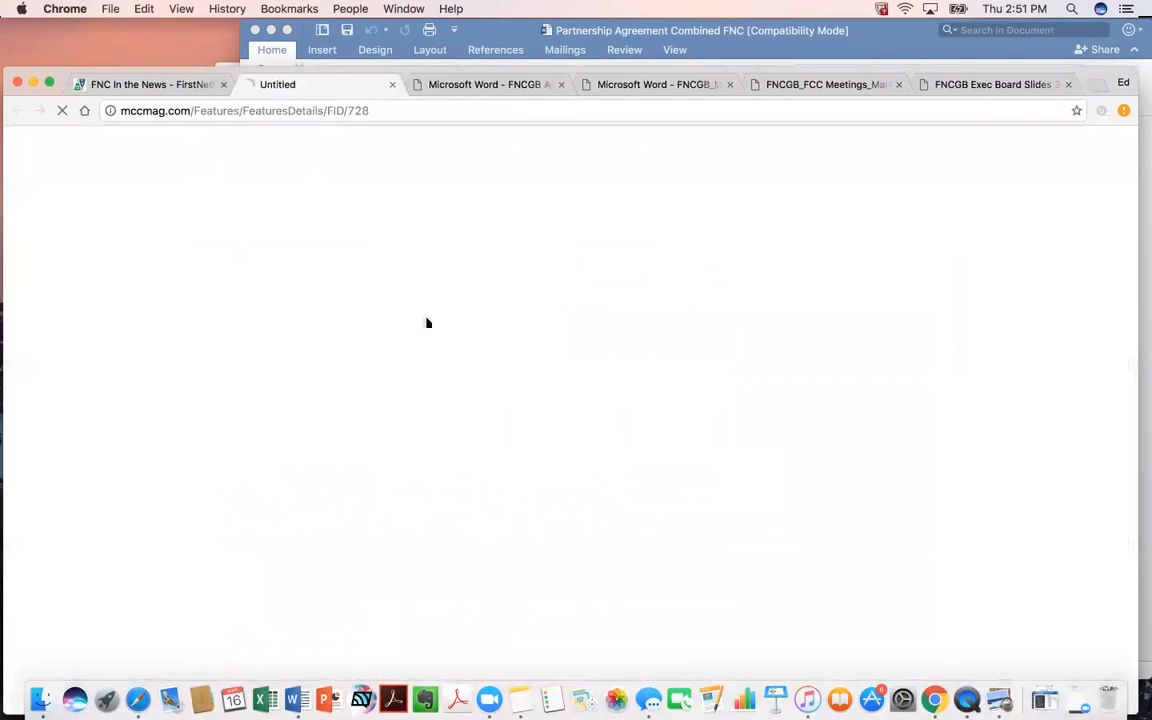 Chrome File Edit View History Bookmarks People Window Help Thu 2:51 PM
Partnership Agreement Combined FNC [Compatibility Mode] Search in Document
Home Insert Design Layout References Mailings Review View Share
FNC In the News - FirstNet Untitled Microsoft Word - FNCGB Microsoft Word - FNCGB_M FNCGB_FCC Meetings_Mar FNCGB Exec Board Slides 3 Ed
mccmag.com/Features/FeaturesDetails/FID/728
16